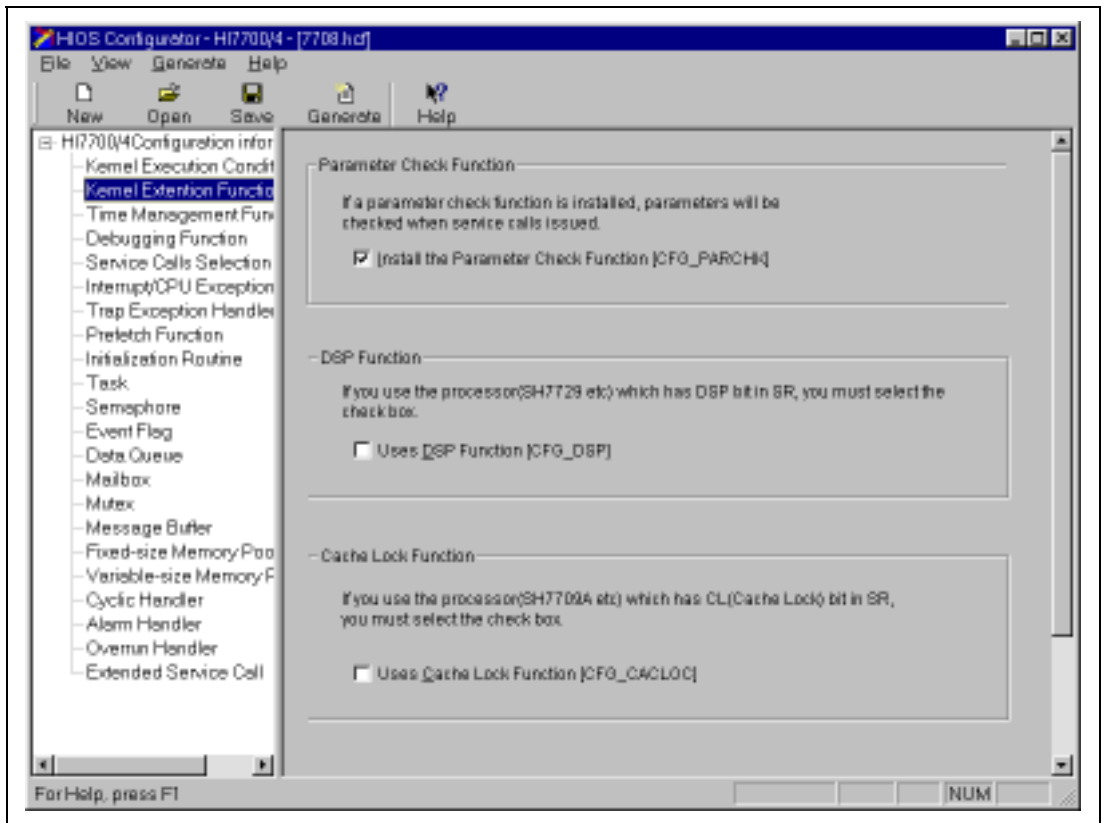 HIOS Configurator - HI7700/4 - [7708.hcf]
File View Generate Help
New Open Save Generate Help
HI7700/4Configuration infor
Kernel Execution Condit
Kernel Extention Functio
Time Management Fun
Debugging Function
Service Calls Selection
Interrupt/CPU Exception
Trap Exception Handler
Prefetch Function
Initialization Routine
Task
Semaphore
Event Flag
Data Queue
Mailbox
Mutex
Message Buffer
Fixed-size Memory Poo
Variable-size Memory P
Cyclic Handler
Alarm Handler
Overrun Handler
Extended Service Call
Parameter Check Function
If a parameter check function is installed, parameters will be
checked when service calls issued.
Install the Parameter Check Function [CFG_PARCHK]
DSP Function
If you use the processor(SH7729 etc) which has DSP bit in SR, you must select the
check box.
Uses DSP Function [CFG_DSP]
Cache Lock Function
If you use the processor(SH7709A etc) which has CL(Cache Lock) bit in SR,
you must select the check box.
Uses Cache Lock Function [CFG_CACLOC]
For Help, press F1
NUM